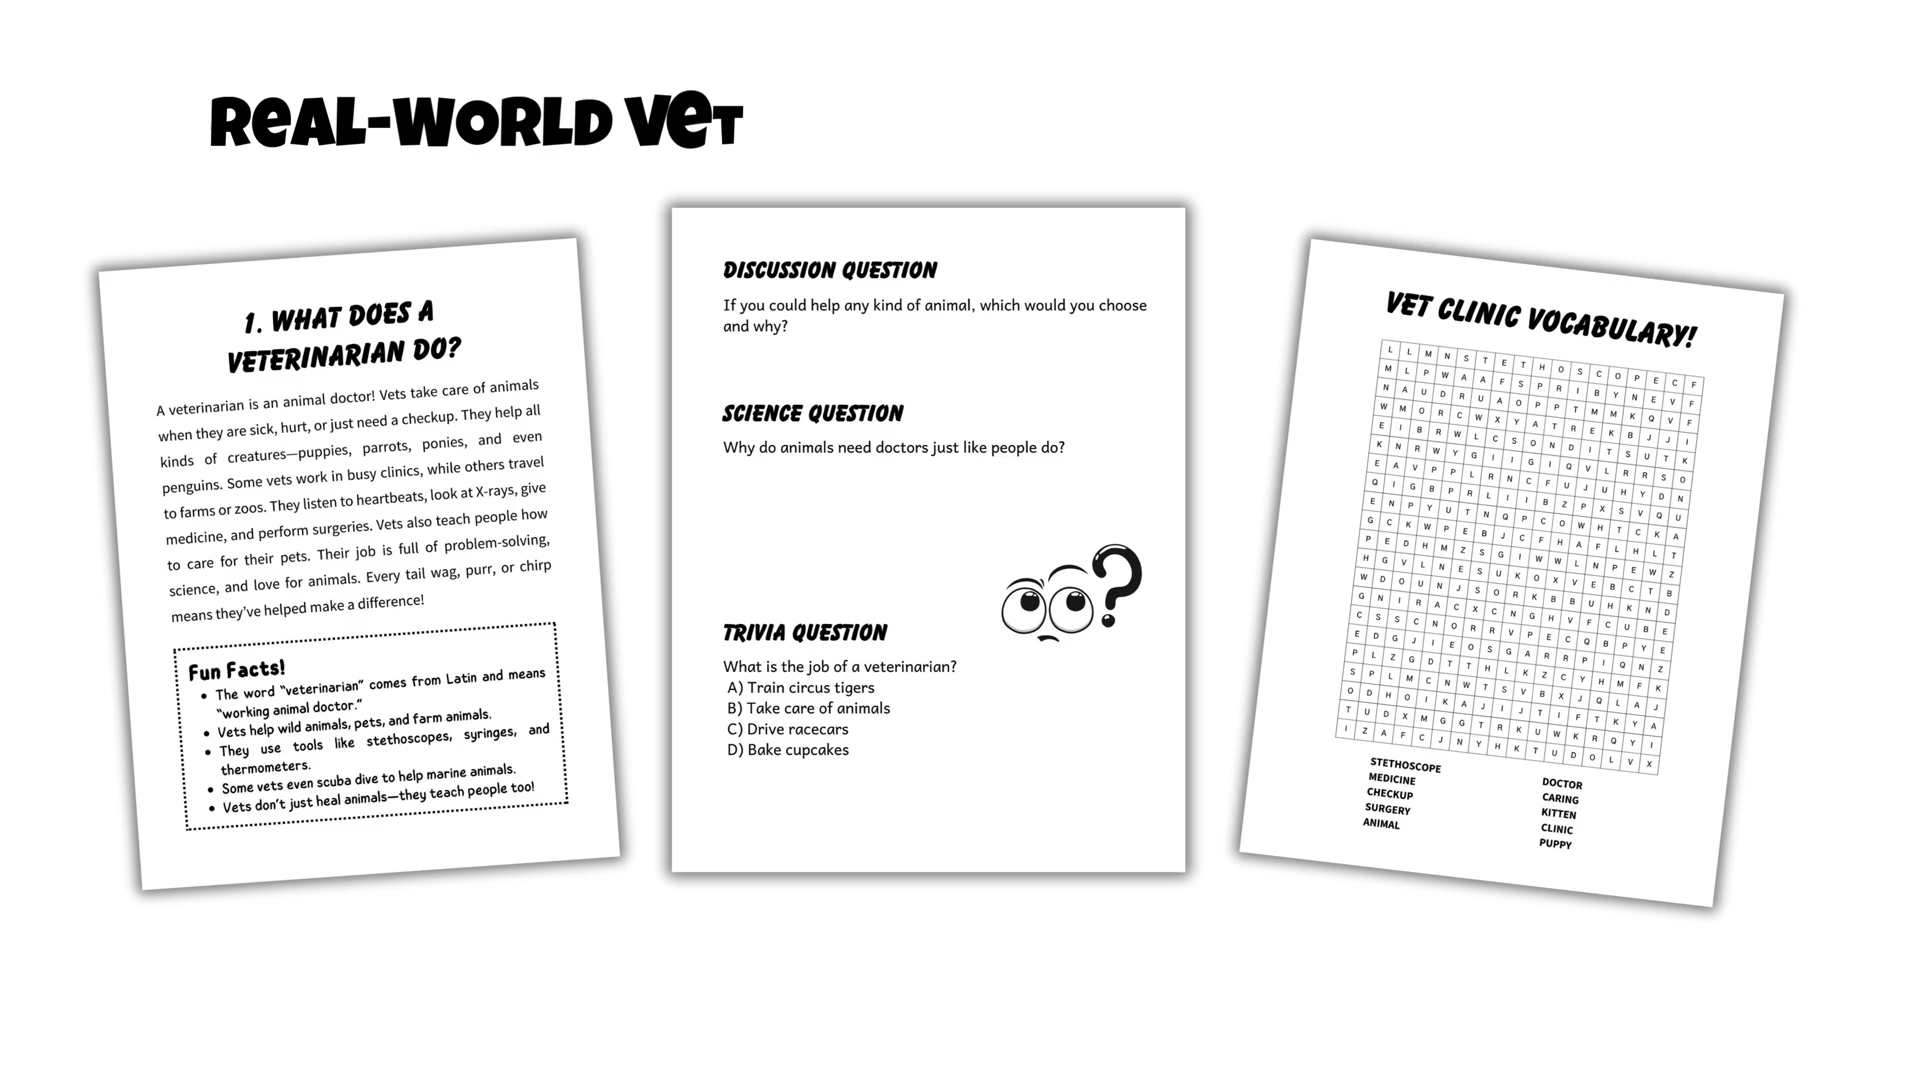 Real-World Vet
1. WHAT DOES A
VETERINARIAN DO?
A veterinarian is an animal doctor! Vets take care of animals
when they are sick, hurt, or just need a checkup. They help all
kinds of creatures—puppies, parrots, ponies, and even
penguins. Some vets work in busy clinics, while others travel
to farms or zoos. They listen to heartbeats, look at X-rays, give
medicine, and perform surgeries. Vets also teach people how
to care for their pets. Their job is full of problem-solving,
science, and love for animals. Every tail wag, purr, or chirp
means they've helped make a difference!
Fun Facts!
• The word "veterinarian" comes from Latin and means
"working animal doctor."
• Vets help wild animals, pets, and farm animals.
• They use tools like stethoscopes, syringes, and
thermometers.
• Some vets even scuba dive to help marine animals.
• Vets don't just heal animals—they teach people too!
DISCUSSION QUESTION
If you could help any kind of animal, which would you choose
and why?
SCIENCE QUESTION
Why do animals need doctors just like people do?
TRIVIA QUESTION
What is the job of a veterinarian?
A) Train circus tigers
B) Take care of animals
C) Drive racecars
D) Bake cupcakes
VET CLINIC VOCABULARY!
L L M N S T E T H O S C O P E C F
M L P W A A F S P R I B Y N E V F
N A U D R U A O P P T M M K Q V F
W M O R C W X Y A T R E K B J J I
E I B R W L C S O N D I T S U T K
K N R W Y G I I G I Q V L R R S O
E A V P P L R N C F U J U H Y D N
Q I G B P R L I I B Z P X S V Q U
E N P Y U T N Q P C O W H T C K A
G C K W P E B J C F H A F L H L T
P E D H M Z S G I W W L N P E W Z
H G V L N E S U K O X V E B C T B
W D O U N J S O R K B B U H K N D
G N I R A C X C N G H V F C U B E
C S S C N O R R V P E C Q B P Y E
E D G J I E O S G A R R P I Q N Z
P L Z G D T T H L K Z C Y H M F K
S P L M C N W T S V B X J Q L A J
O D H O I K A J I J T I F T K Y A
T U D X M G G T R K U W K R Q Y I
I Z A F C J N Y H K T U D O L V X
STETHOSCOPE
MEDICINE
CHECKUP
SURGERY
ANIMAL
DOCTOR
CARING
KITTEN
CLINIC
PUPPY